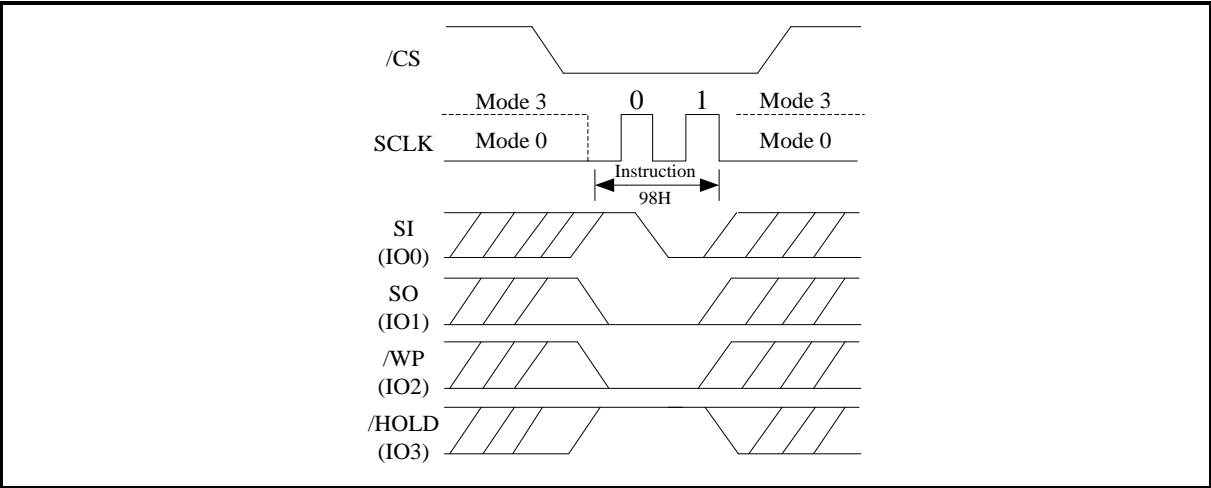 /CS
Mode 3 0 1 Mode 3
SCLK Mode 0 Mode 0
Instruction
98H
SI
(IO0)
SO
(IO1)
/WP
(IO2)
/HOLD
(IO3)